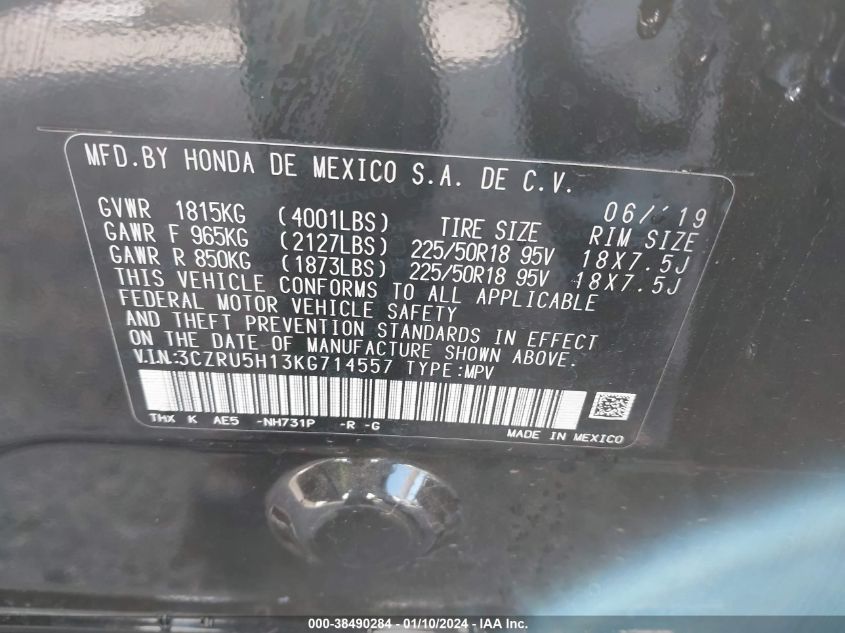 MFD.BY HONDA DE MEXICO S.A. DE C.V.
06/'19
GVWR 1815KG (4001LBS) TIRE SIZE RIM SIZE
GAWR F 965KG (2127LBS) 225/50R18 95V 18X7.5J
GAWR R 850KG (1873LBS) 225/50R18 95V 18X7.5J
THIS VEHICLE CONFORMS TO ALL APPLICABLE
FEDERAL MOTOR VEHICLE SAFETY
AND THEFT PREVENTION STANDARDS IN EFFECT
ON THE DATE OF MANUFACTURE SHOWN ABOVE.
V.I.N:3CZRU5H13KG714557 TYPE:MPV
THX K AE5 -NH731P -R -G
MADE IN MEXICO
000-38490284 - 01/10/2024 - IAA Inc.